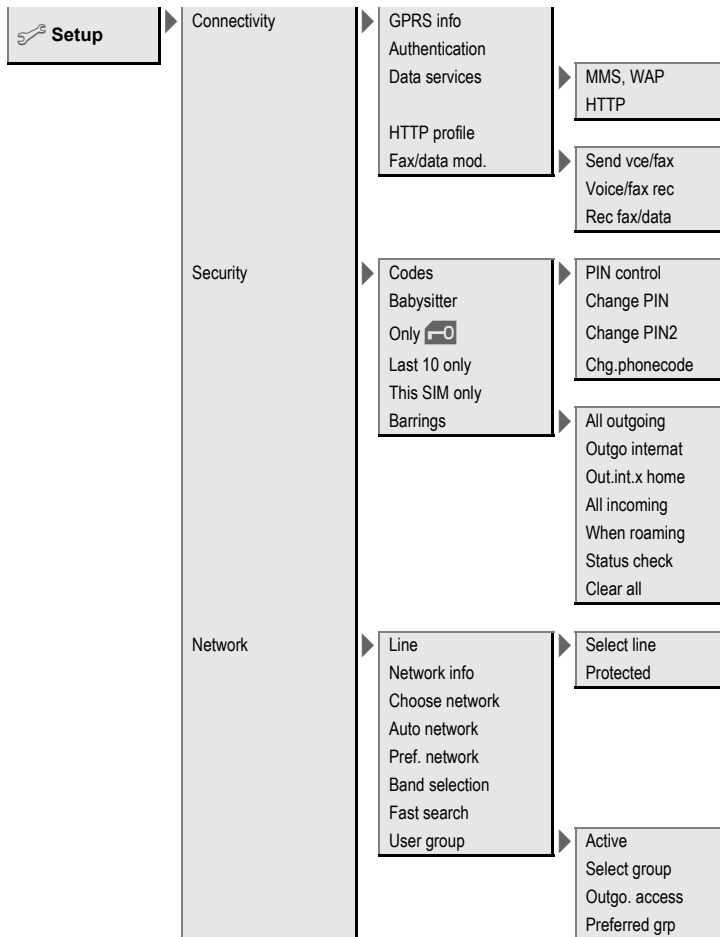 Setup
Connectivity
GPRS info
Authentication
Data services
MMS, WAP
HTTP
HTTP profile
Fax/data mod.
Send vce/fax
Voice/fax rec
Rec fax/data
Security
Codes
PIN control
Change PIN
Change PIN2
Chg.phonecode
Babysitter
Only
Last 10 only
This SIM only
Barrings
All outgoing
Outgo internat
Out.int.x home
All incoming
When roaming
Status check
Clear all
Network
Line
Select line
Protected
Network info
Choose network
Auto network
Pref. network
Band selection
Fast search
User group
Active
Select group
Outgo. access
Preferred grp